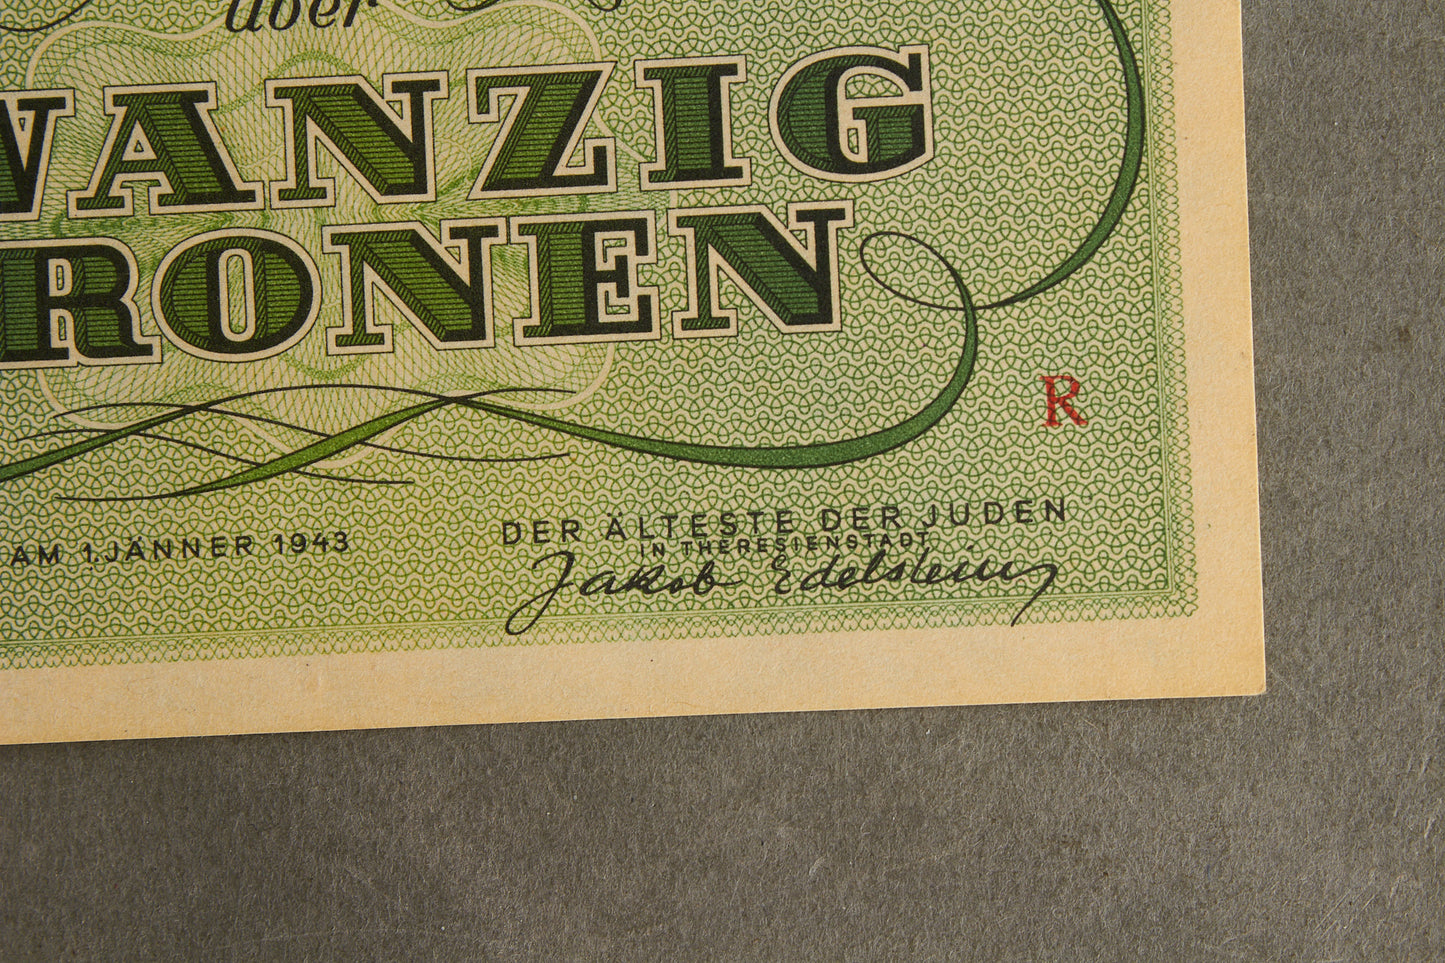 über
WANZIG
RONEN
R
AM 1.JÄNNER 1943
DER ÄLTESTE DER JUDEN
IN THERESIENSTADT
Jakob Edelstein